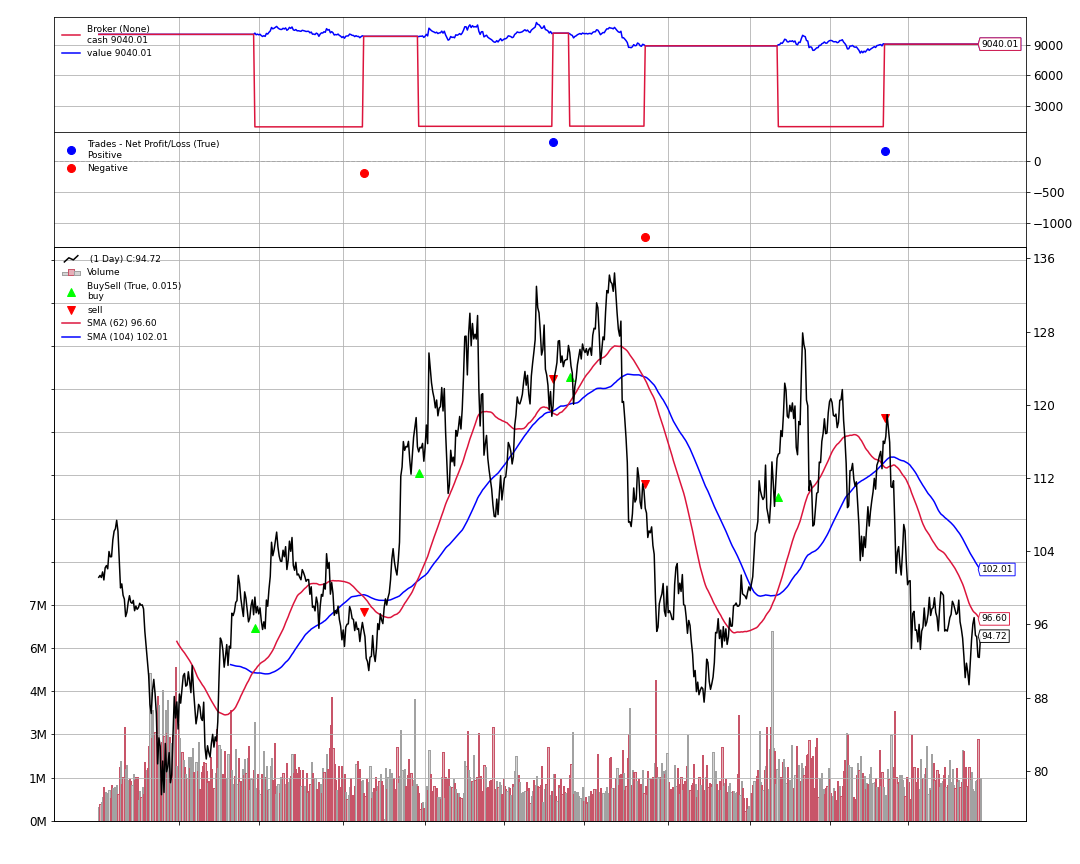 Broker (None)
cash 9040.01
value 9040.01
9040.01
9000
6000
3000
Trades - Net Profit/Loss (True)
Positive
Negative
0
−500
−1000
(1 Day) C:94.72
Volume
BuySell (True, 0.015)
buy
sell
SMA (62) 96.60
SMA (104) 102.01
136
128
120
112
104
102.01
7M
96.60
96
94.72
6M
4M
88
3M
1M
80
0M